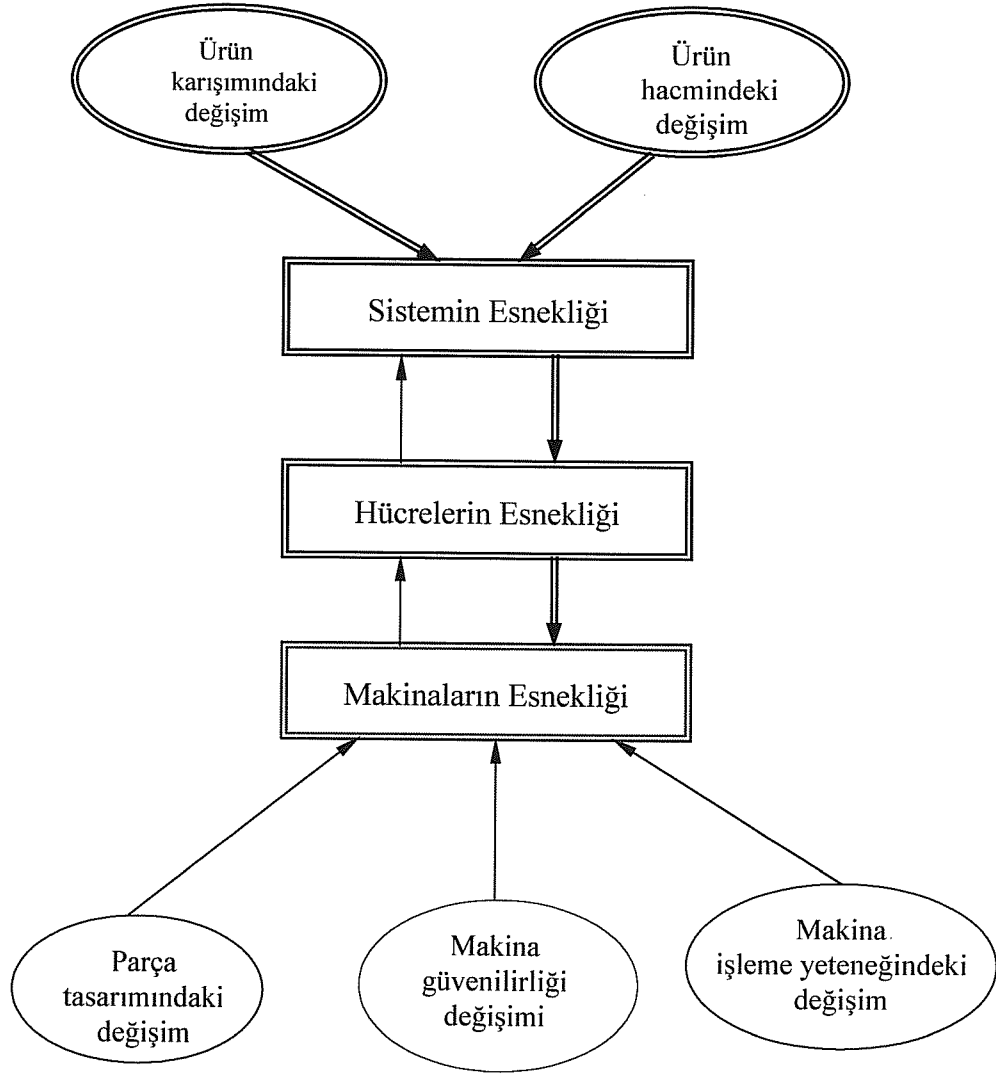 Ürün
karışımındaki
değişim
Ürün
hacmindeki
değişim
Sistemin Esnekliği
Hücrelerin Esnekliği
Makinaların Esnekliği
Parça
tasarımındaki
değişim
Makina
güvenilirliği
değişimi
Makina
işleme yeteneğindeki
değişim